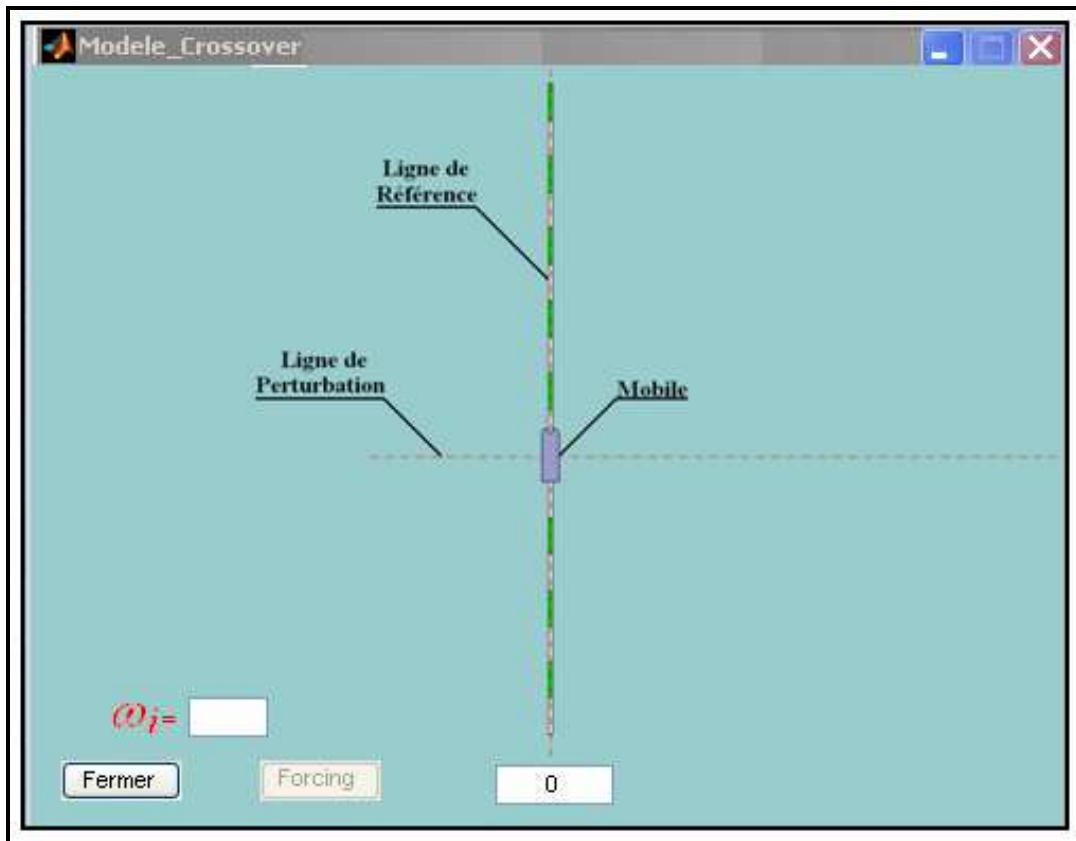 Modele_Crossover
Ligne de
Référence
Ligne de
Perturbation
Mobile
ωi=
Fermer
Forcing
0